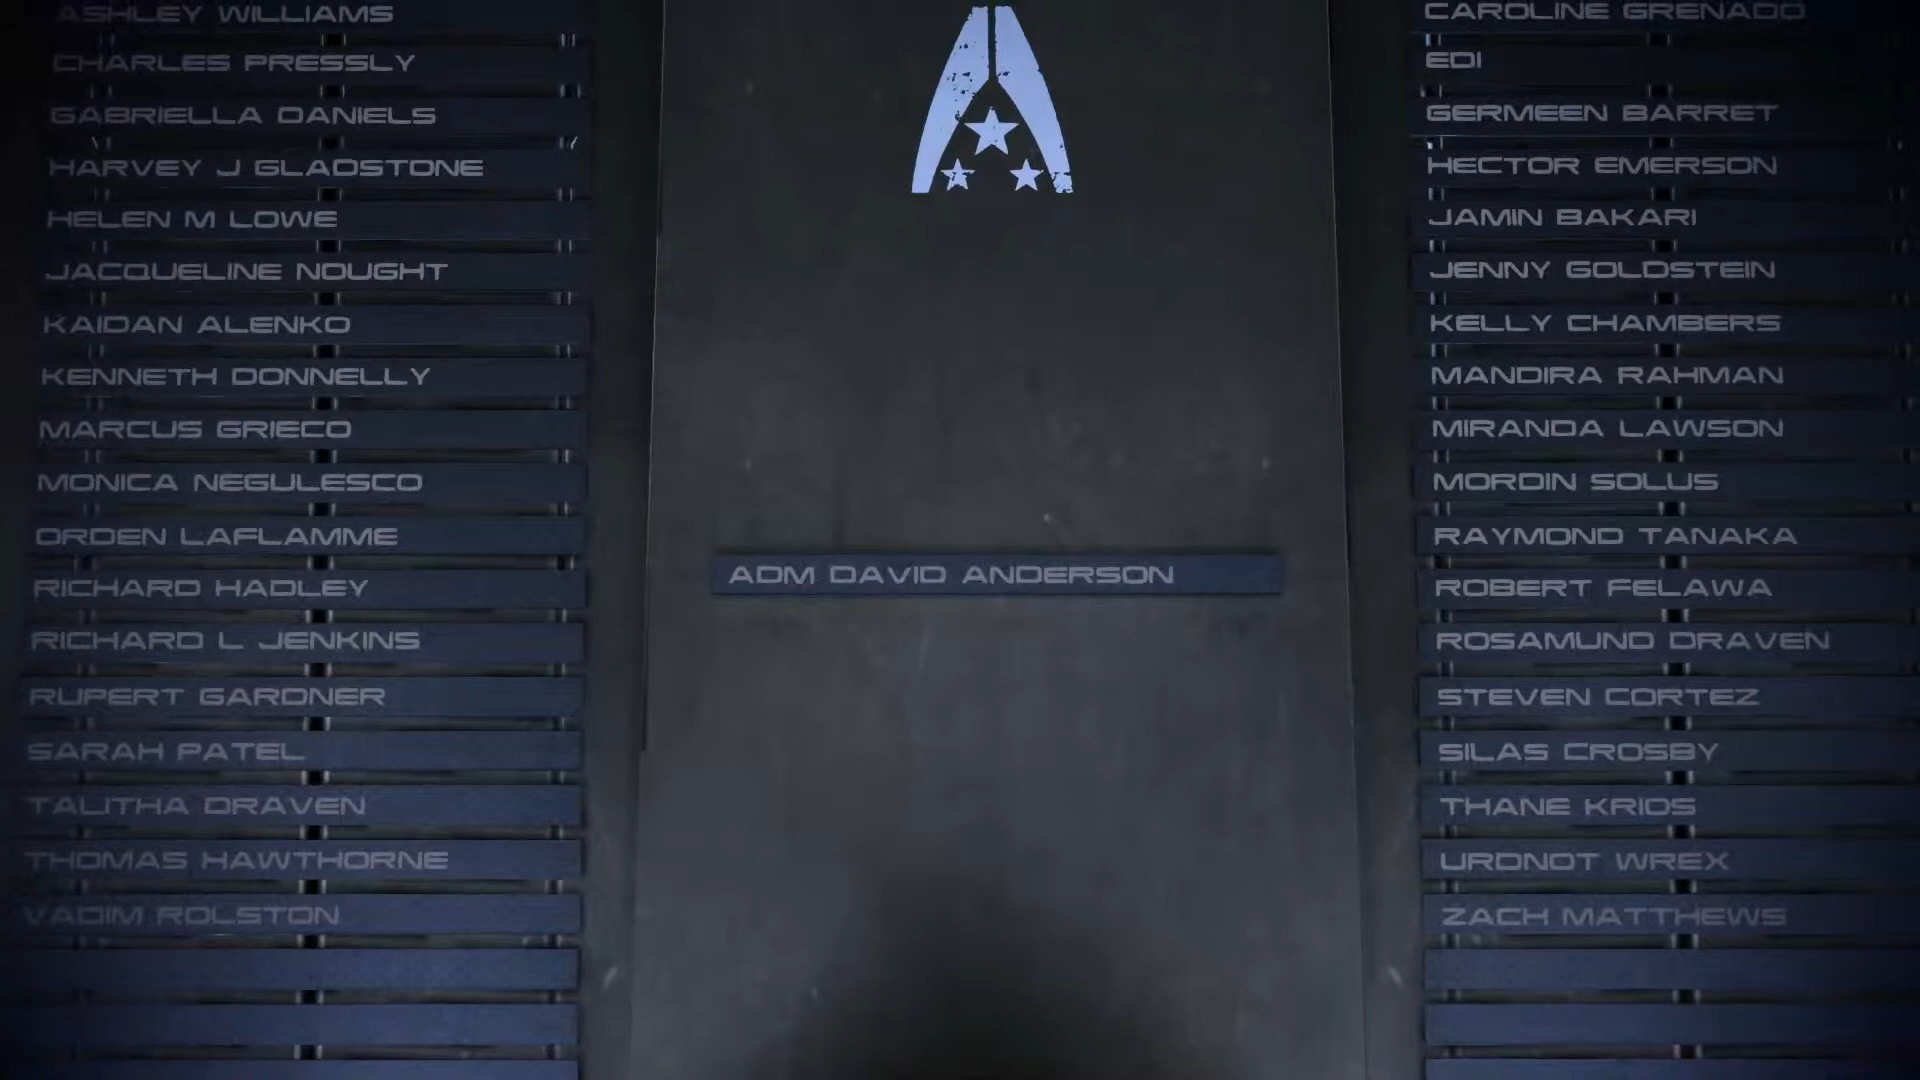 ASHLEY WILLIAMS
CHARLES PRESSLY
GABRIELLA DANIELS
HARVEY J GLADSTONE
HELEN M LOWE
JACQUELINE NOUGHT
KAIDAN ALENKO
KENNETH DONNELLY
MARCUS GRIECO
MONICA NEGULESCO
ORDEN LAFLAMME
RICHARD HADLEY
RICHARD L JENKINS
RUPERT GARDNER
SARAH PATEL
TALITHA DRAVEN
THOMAS HAWTHORNE
VADIM ROLSTON
ADM DAVID ANDERSON
CAROLINE GRENADO
EDI
GERMEEN BARRET
HECTOR EMERSON
JAMIN BAKARI
JENNY GOLDSTEIN
KELLY CHAMBERS
MANDIRA RAHMAN
MIRANDA LAWSON
MORDIN SOLUS
RAYMOND TANAKA
ROBERT FELAWA
ROSAMUND DRAVEN
STEVEN CORTEZ
SILAS CROSBY
THANE KRIOS
URDNOT WREX
ZACH MATTHEWS